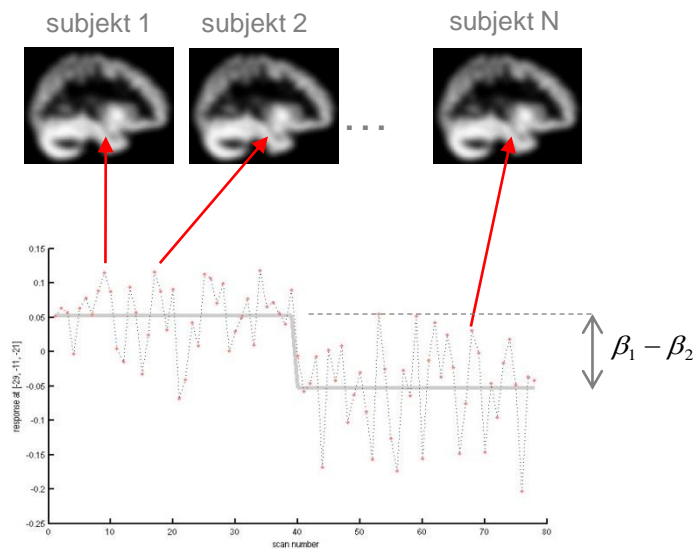 subjekt 1 subjekt 2 subjekt N
...
0.15
0.1
0.05
0
-0.05
-0.1
-0.15
-0.2
-0.25
response at [-29, -11, -21]
β₁ − β₂
0 10 20 30 40 50 60 70 80
scan number